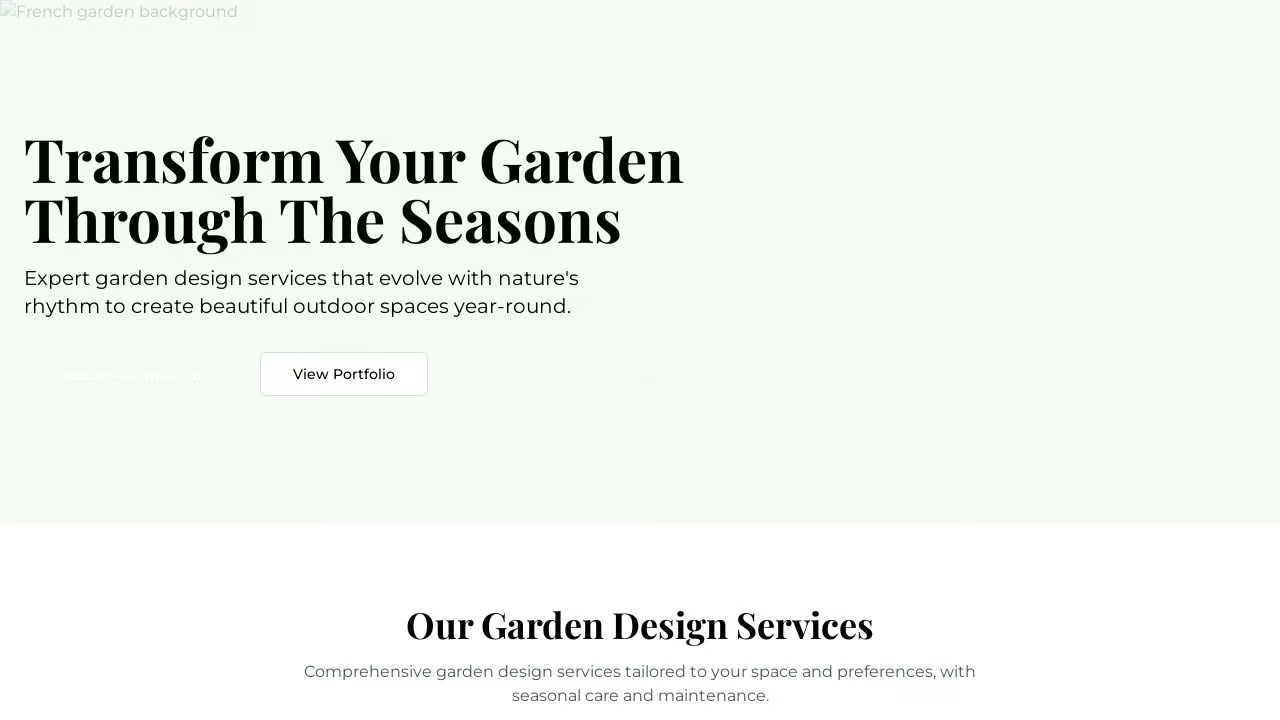 French garden background
Transform Your Garden
Through The Seasons
Expert garden design services that evolve with nature's
rhythm to create beautiful outdoor spaces year-round.
View Portfolio
Our Garden Design Services
Comprehensive garden design services tailored to your space and preferences, with
seasonal care and maintenance.